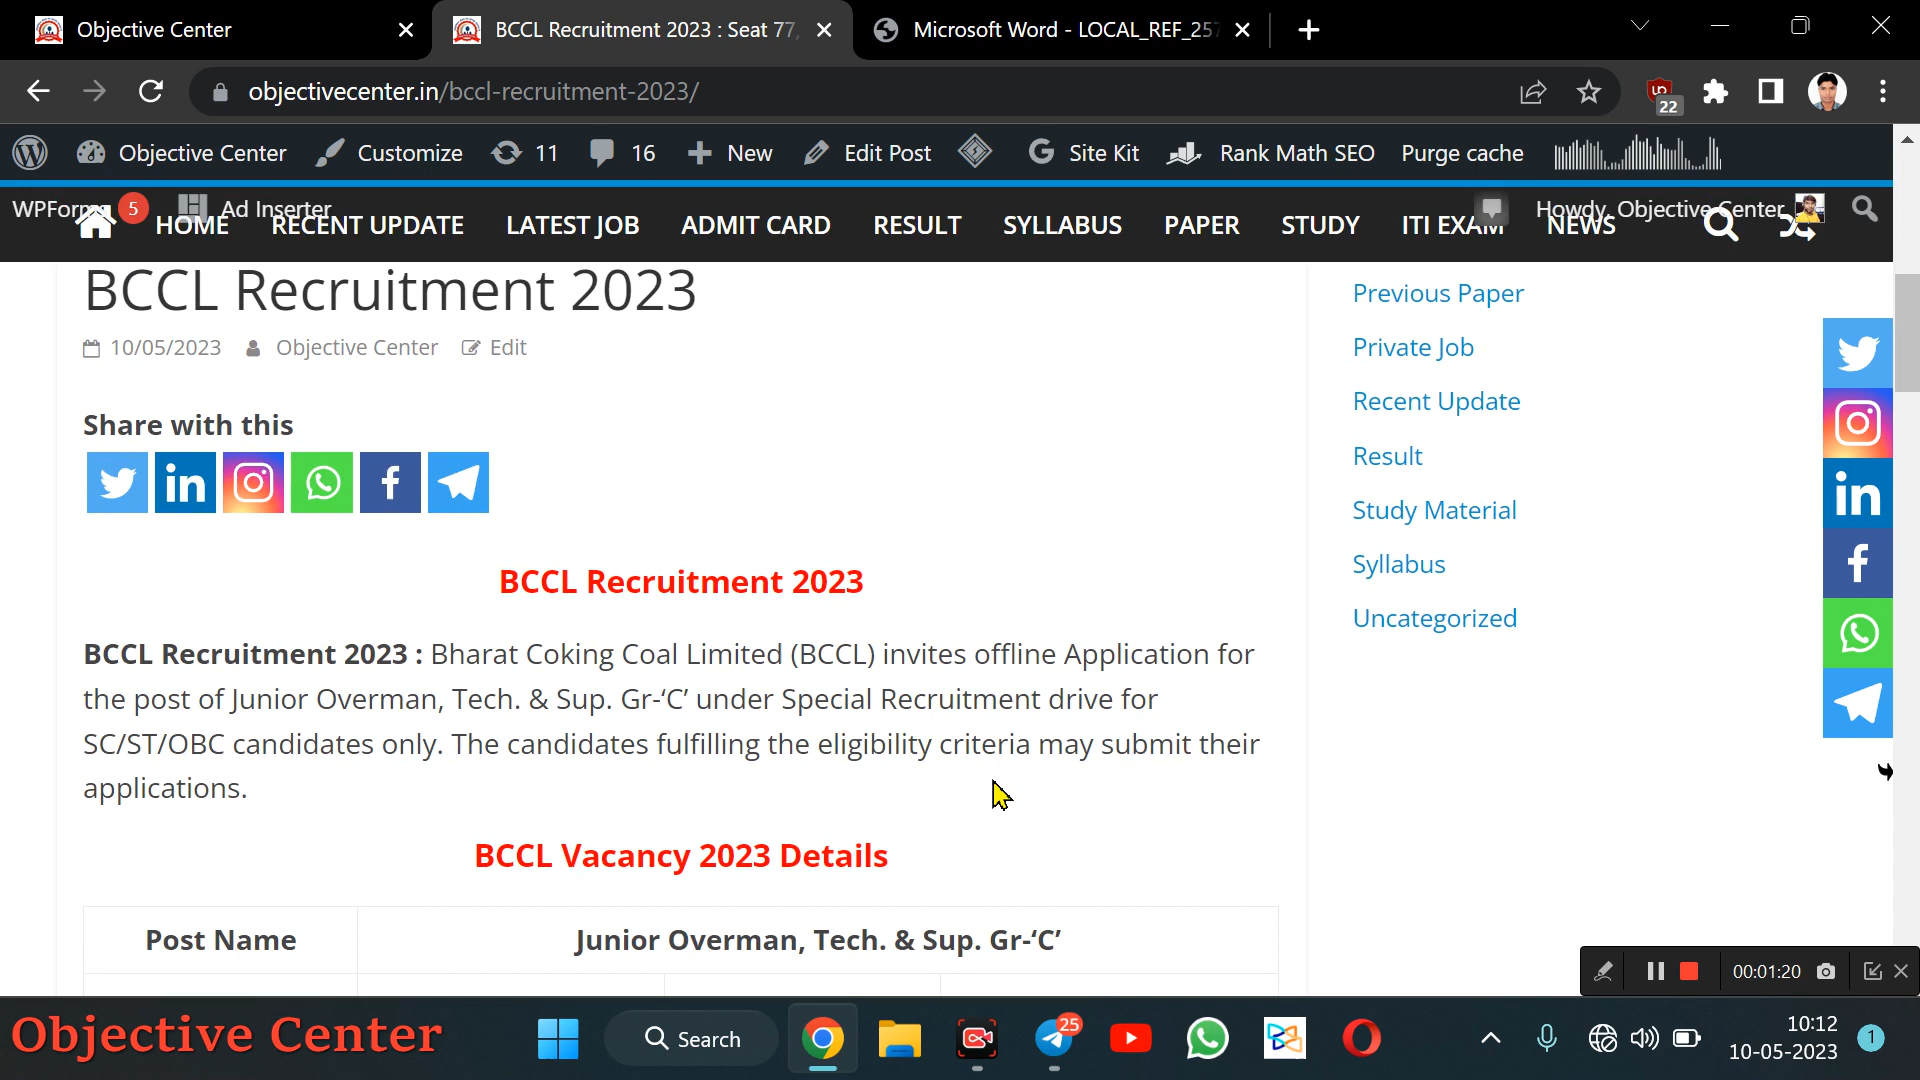 Objective Center
BCCL Recruitment 2023 : Seat 77,
Microsoft Word - LOCAL_REF_257
objectivecenter.in/bccl-recruitment-2023/
22
Objective Center Customize 11 16 New Edit Post Site Kit Rank Math SEO Purge cache
WPForms 5 Ad Inserter Howdy, Objective Center
HOME RECENT UPDATE LATEST JOB ADMIT CARD RESULT SYLLABUS PAPER STUDY ITI EXAM NEWS
BCCL Recruitment 2023
10/05/2023 Objective Center Edit
Share with this
BCCL Recruitment 2023
BCCL Recruitment 2023 : Bharat Coking Coal Limited (BCCL) invites offline Application for
the post of Junior Overman, Tech. & Sup. Gr-‘C’ under Special Recruitment drive for
SC/ST/OBC candidates only. The candidates fulfilling the eligibility criteria may submit their
applications.
BCCL Vacancy 2023 Details
Post Name Junior Overman, Tech. & Sup. Gr-‘C’
Previous Paper
Private Job
Recent Update
Result
Study Material
Syllabus
Uncategorized
00:01:20
Objective Center
Search
25
10:12
10-05-2023
1